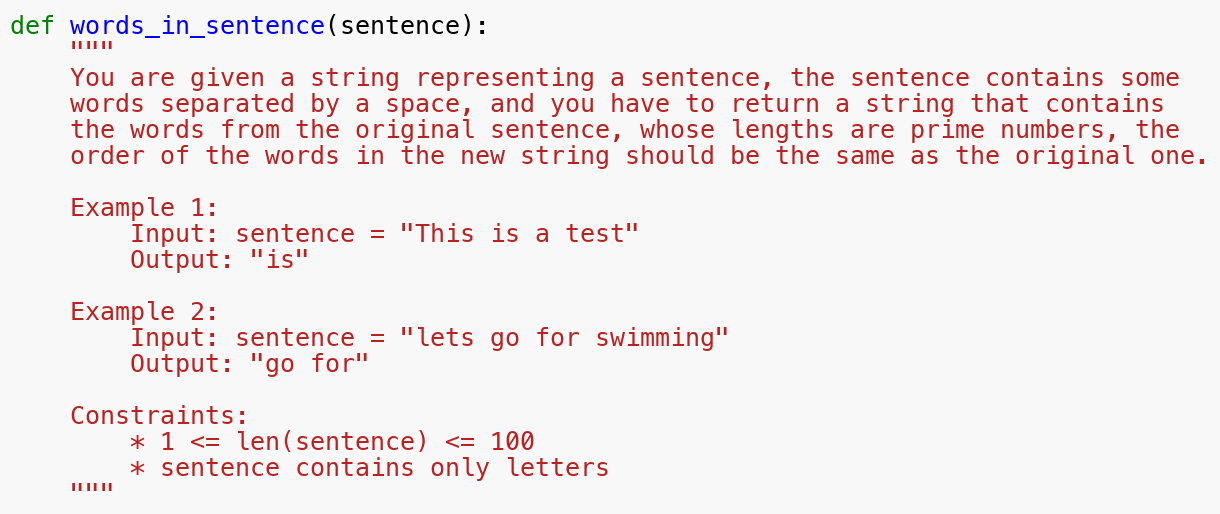 def words_in_sentence(sentence):
    """
    You are given a string representing a sentence, the sentence contains some
    words separated by a space, and you have to return a string that contains
    the words from the original sentence, whose lengths are prime numbers, the
    order of the words in the new string should be the same as the original one.

    Example 1:
        Input: sentence = "This is a test"
        Output: "is"

    Example 2:
        Input: sentence = "lets go for swimming"
        Output: "go for"

    Constraints:
        * 1 <= len(sentence) <= 100
        * sentence contains only letters
    """